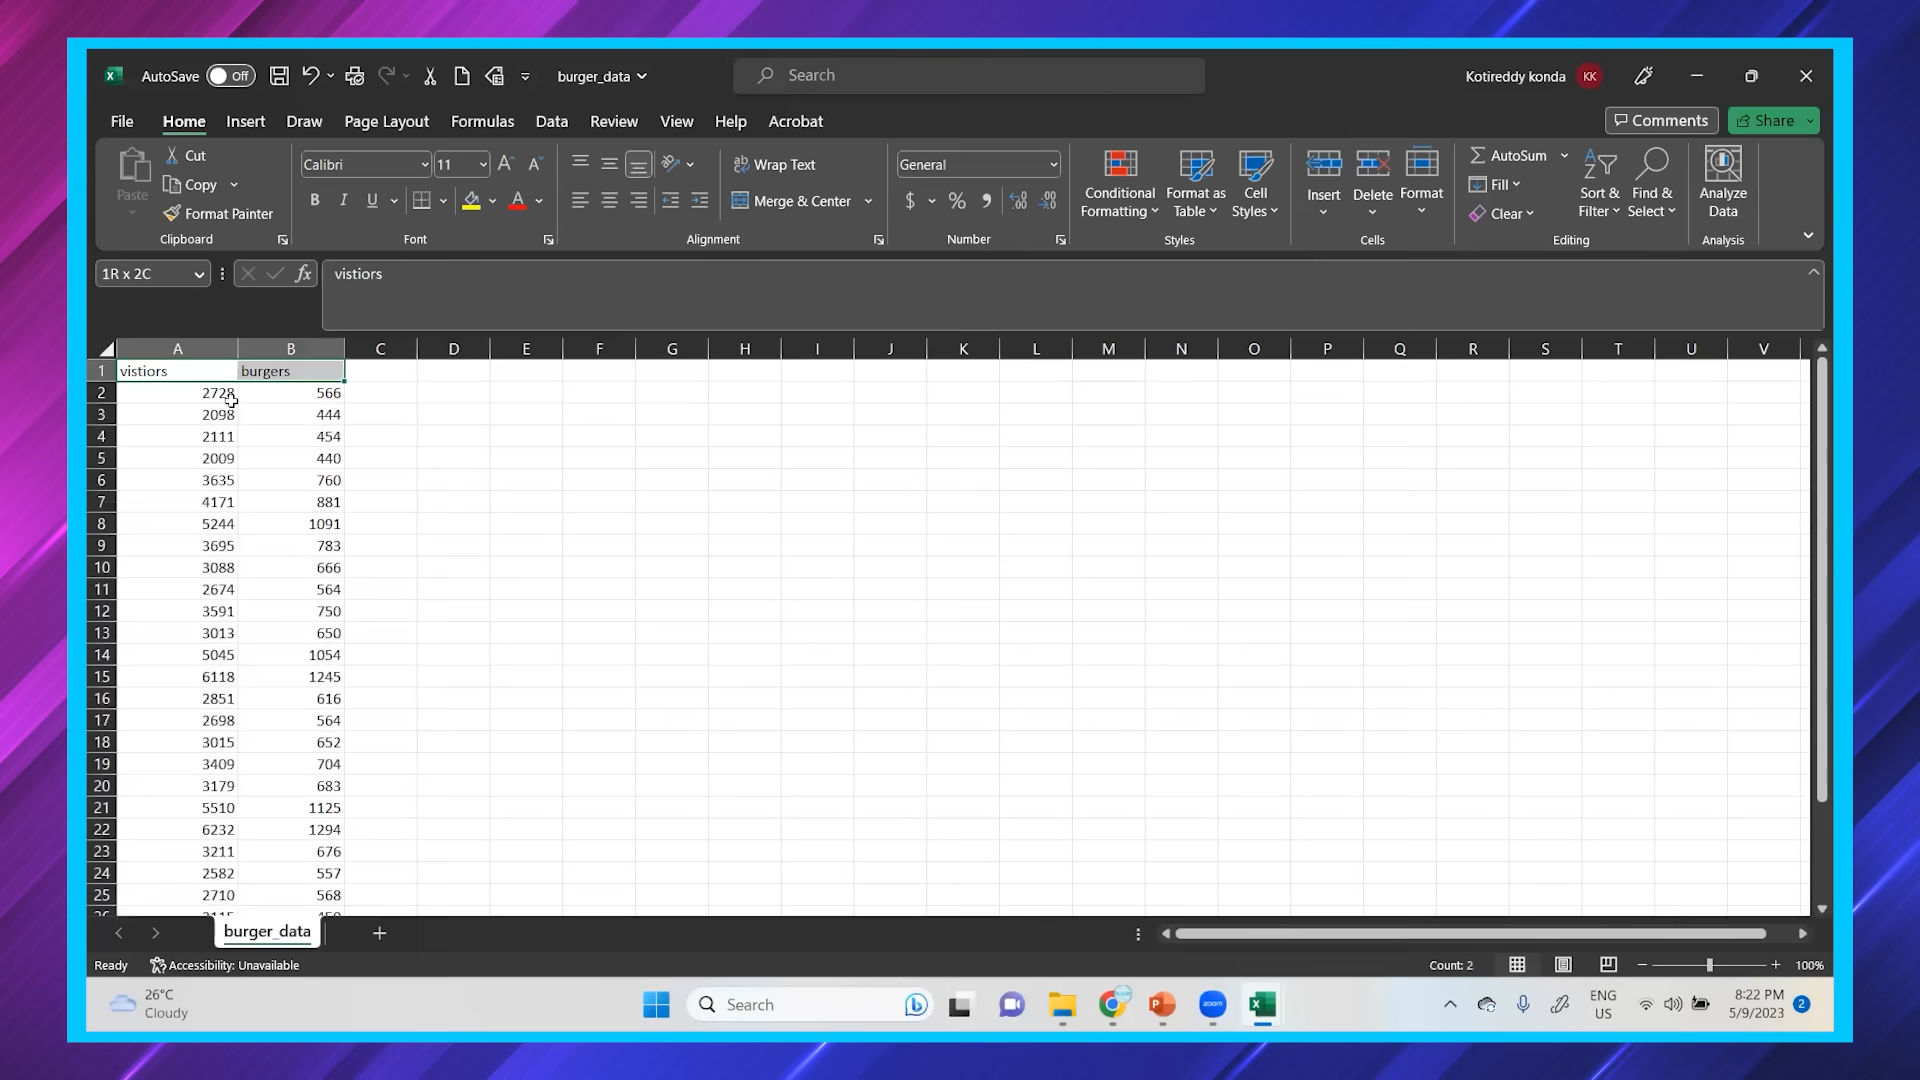 AutoSave Off burger_data Search Kotireddy konda KK
File Home Insert Draw Page Layout Formulas Data Review View Help Acrobat Comments Share
Paste Cut Copy Format Painter Clipboard
Calibri 11 B I U A Font
ab Wrap Text Merge & Center Alignment
General $ % Number
Conditional Formatting Format as Table Cell Styles Styles
Insert Delete Format Cells
AutoSum Fill Clear Sort & Filter Find & Select Editing
Analyze Data Analysis
1R x 2C fx vistiors
A B C D E F G H I J K L M N O P Q R S T U V
1 vistiors burgers
2 2728 566
3 2098 444
4 2111 454
5 2009 440
6 3635 760
7 4171 881
8 5244 1091
9 3695 783
10 3088 666
11 2674 564
12 3591 750
13 3013 650
14 5045 1054
15 6118 1245
16 2851 616
17 2698 564
18 3015 652
19 3409 704
20 3179 683
21 5510 1125
22 6232 1294
23 3211 676
24 2582 557
25 2710 568
burger_data
Ready Accessibility: Unavailable Count: 2 100%
26°C
Cloudy
Search zoom
ENG
US
8:22 PM
5/9/2023
2